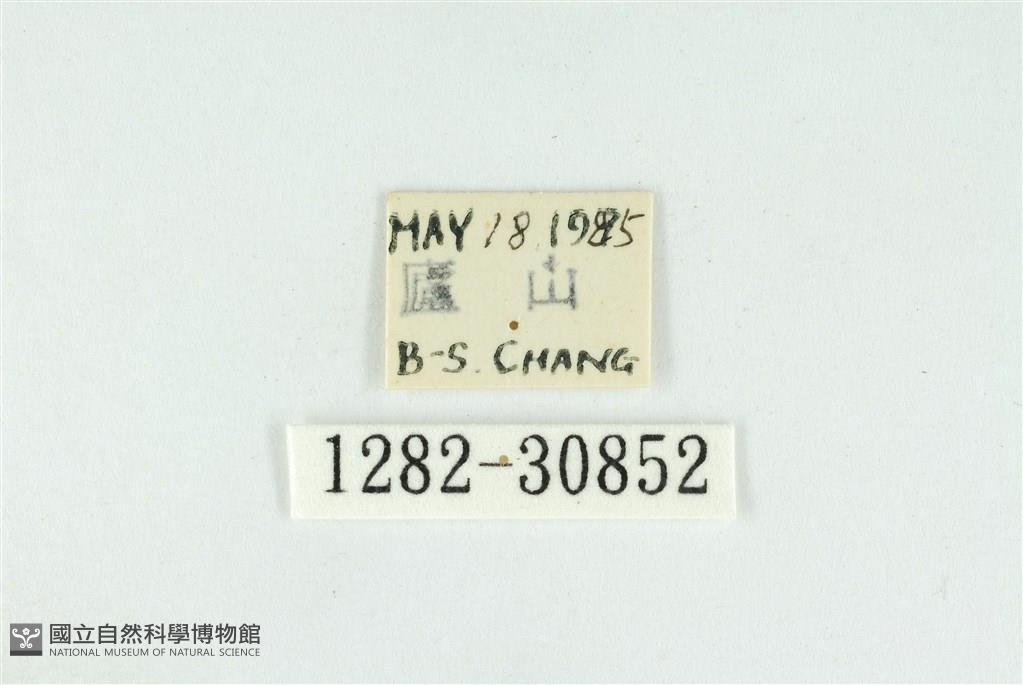 MAY 18 1985
廬 山
B-S. CHANG
1282-30852
國立自然科學博物館
NATIONAL MUSEUM OF NATURAL SCIENCE